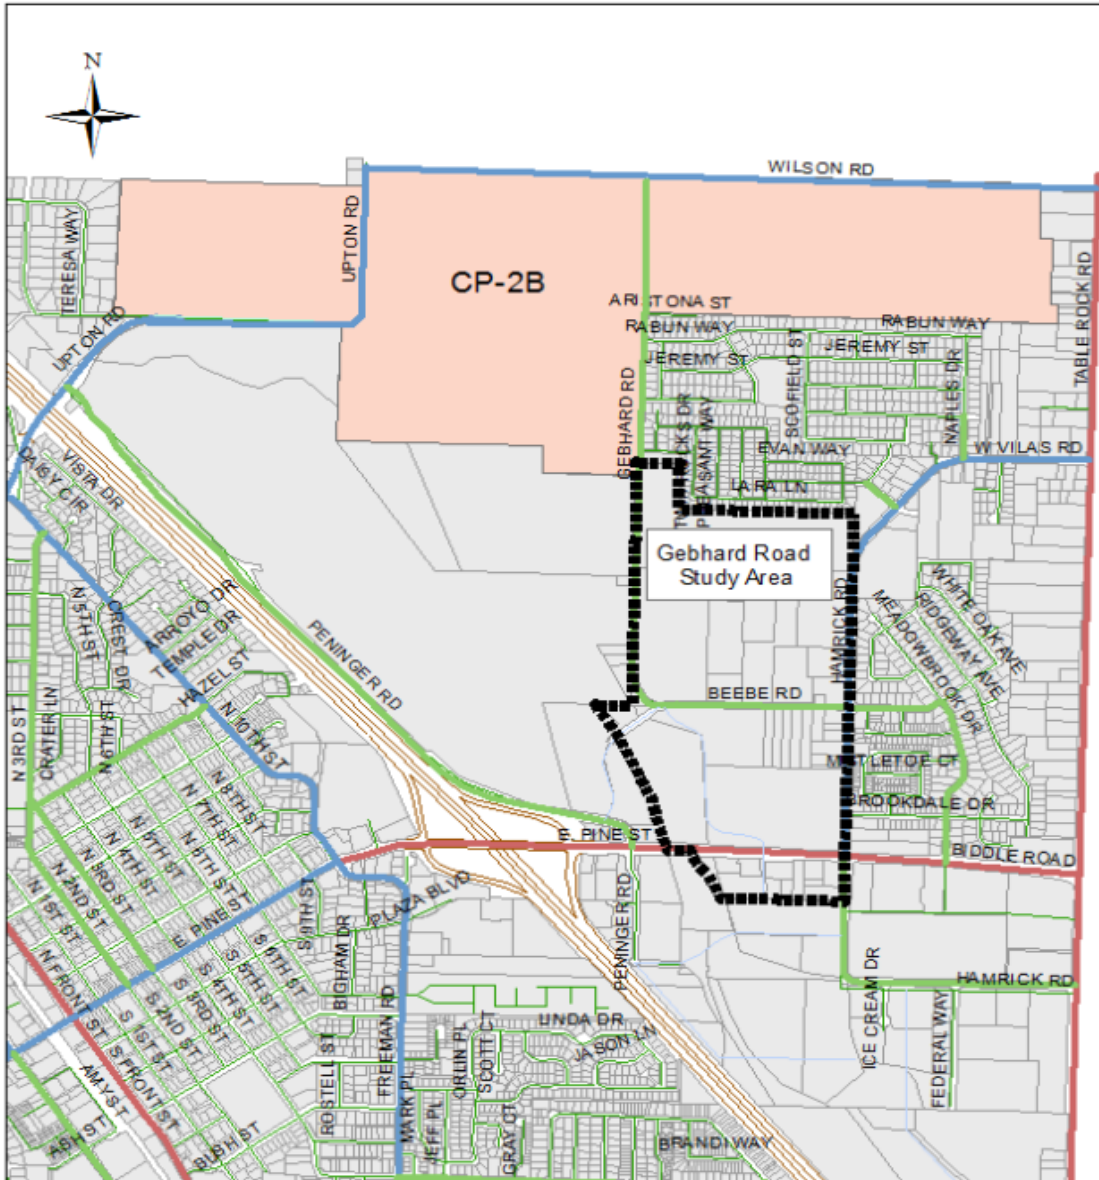 N
WILSON RD
TERESA WAY
UPTON RD
CP-2B
TABLE ROCK RD
ARISTONA ST
RABUN WAY
RABUN WAY
UPTON RD
JEREMY ST
JEREMY ST
SCOFIELD ST
NAPLES DR
GEBHARD RD
EVAN WAY
W VILAS RD
LARA LN
VISTA DR
DAISY CIR
Gebhard Road
Study Area
HAMRICK RD
WHITE OAK AVE
RIDGEWAY AVE
MEADOWBROOK DR
N 5TH ST
CREST DR
ARROYO DR
TEMPLE DR
HAZEL ST
PENINGER RD
BEEBE RD
N 3RD ST
CRATER LN
N 6TH ST
N 10TH ST
MISTLETOE CT
BROOKDALE DR
N 8TH ST
N 7TH ST
N 6TH ST
N 4TH ST
N 3RD ST
N 2ND ST
N 1ST ST
E PINE ST
BIDDLE ROAD
E PINE ST
S 9TH ST
PLAZA BLVD
BIGHAM DR
PENINGER RD
N FRONT ST
S 5TH ST
S 4TH ST
S 3RD ST
S 2ND ST
S 1ST ST
S FRONT ST
HAMRICK RD
ICE CREAM DR
FEDERAL WAY
LINDA DR
JASON LN
FREEMAN RD
ROSTELL ST
MARK PL
JEFF PL
ORLIN PL
SCOTT CT
GRAY CT
AMY ST
ASH ST
BUSH ST
BRANDI WAY